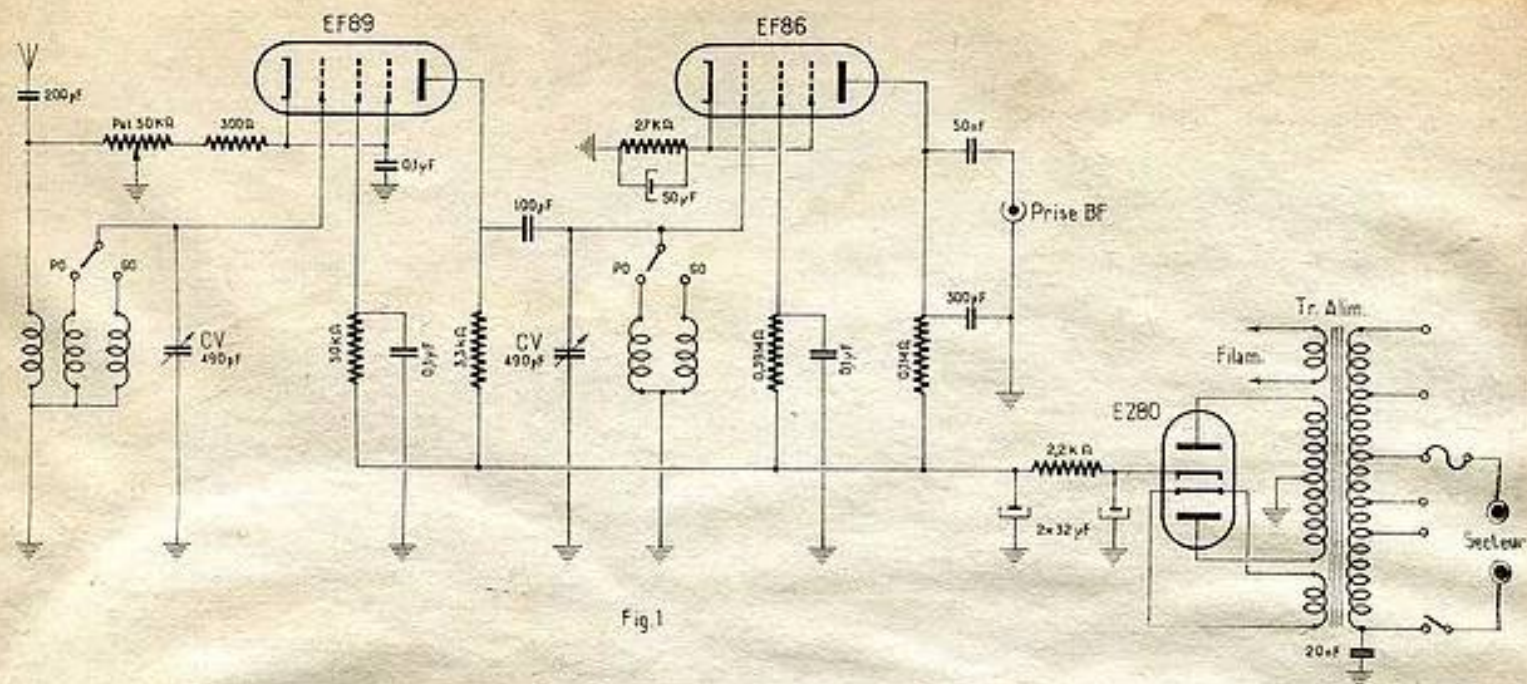 EF89
EF86
200pF
Pot 50KΩ
300Ω
0,1µF
27KΩ
50µF
50nF
100pF
Prise BF
PO
GO
PO
GO
300pF
CV
490pF
50KΩ
0,1µF
3,3KΩ
CV
490pF
0,39MΩ
0,1µF
0,1MΩ
Tr. Alim.
Filam.
EZ80
2,2KΩ
2x32µF
Secteur
Fig.1
20nF